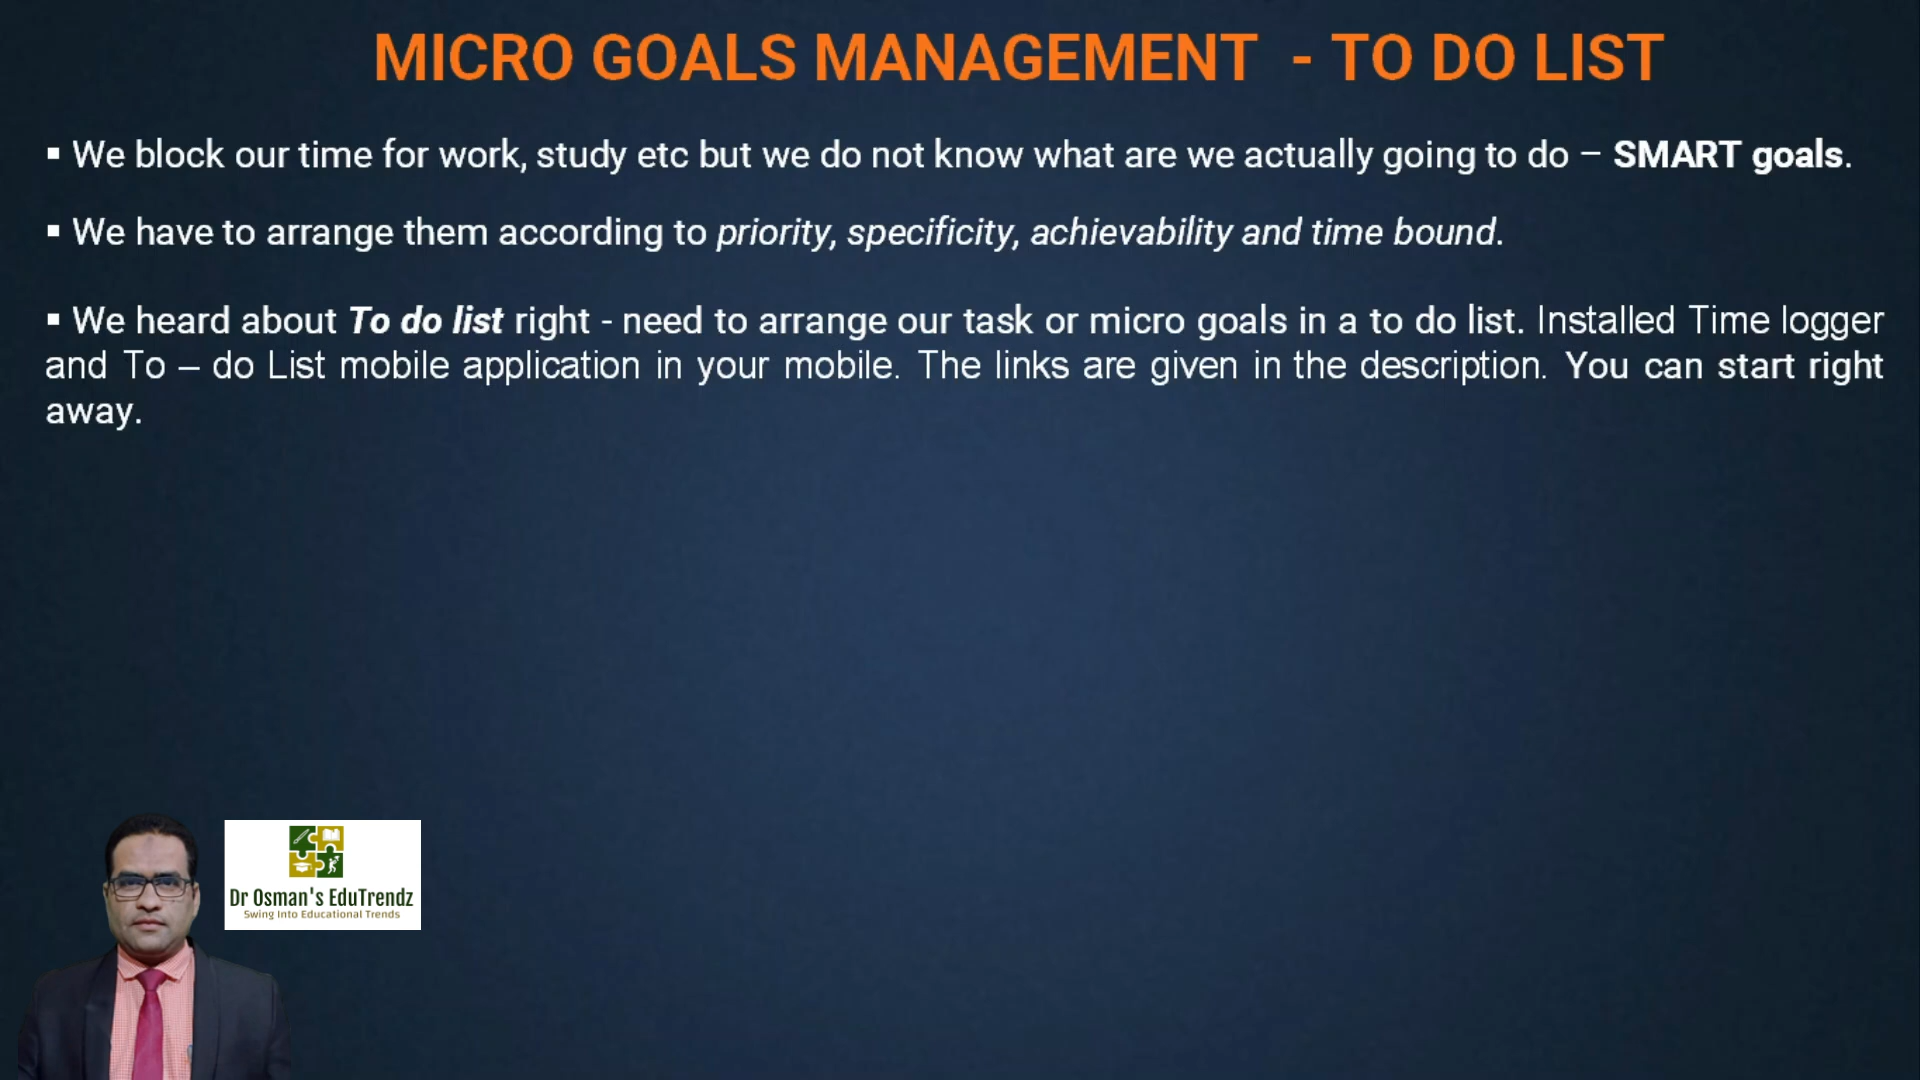 MICRO GOALS MANAGEMENT - TO DO LIST
▪ We block our time for work, study etc but we do not know what are we actually going to do – SMART goals.
▪ We have to arrange them according to priority, specificity, achievability and time bound.
▪ We heard about To do list right - need to arrange our task or micro goals in a to do list. Installed Time logger
and To – do List mobile application in your mobile. The links are given in the description. You can start right
away.
Dr Osman's EduTrendz
Swing Into Educational Trends